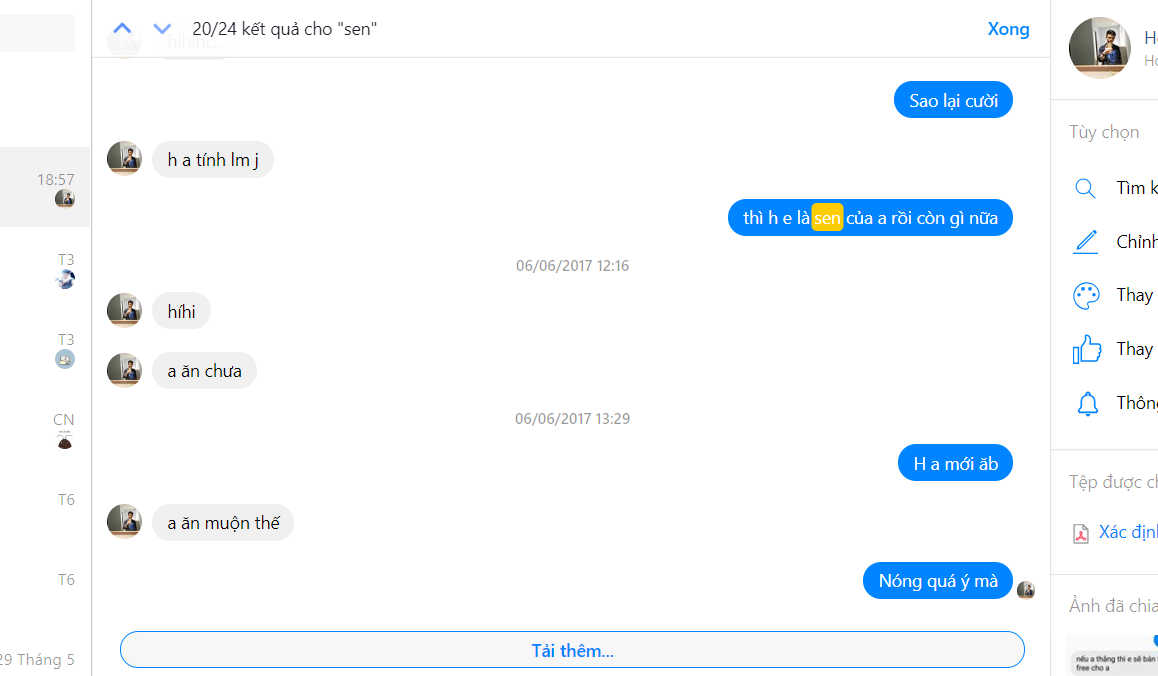 20/24 kết quả cho "sen"
Xong
hihihi...
Sao lại cười
h a tính lm j
thì h e là sen của a rồi còn gì nữa
06/06/2017 12:16
híhi
a ăn chưa
06/06/2017 13:29
H a mới ăb
a ăn muộn thế
Nóng quá ý mà
Tải thêm...
18:57
T3
T3
CN
T6
T6
29 Tháng 5
Tùy chọn
Tìm k
Chỉnh
Thay
Thay
Thông
Tệp được ch
Xác định
Ảnh đã chia
nếu a thắng thì e sẽ bán
free cho a